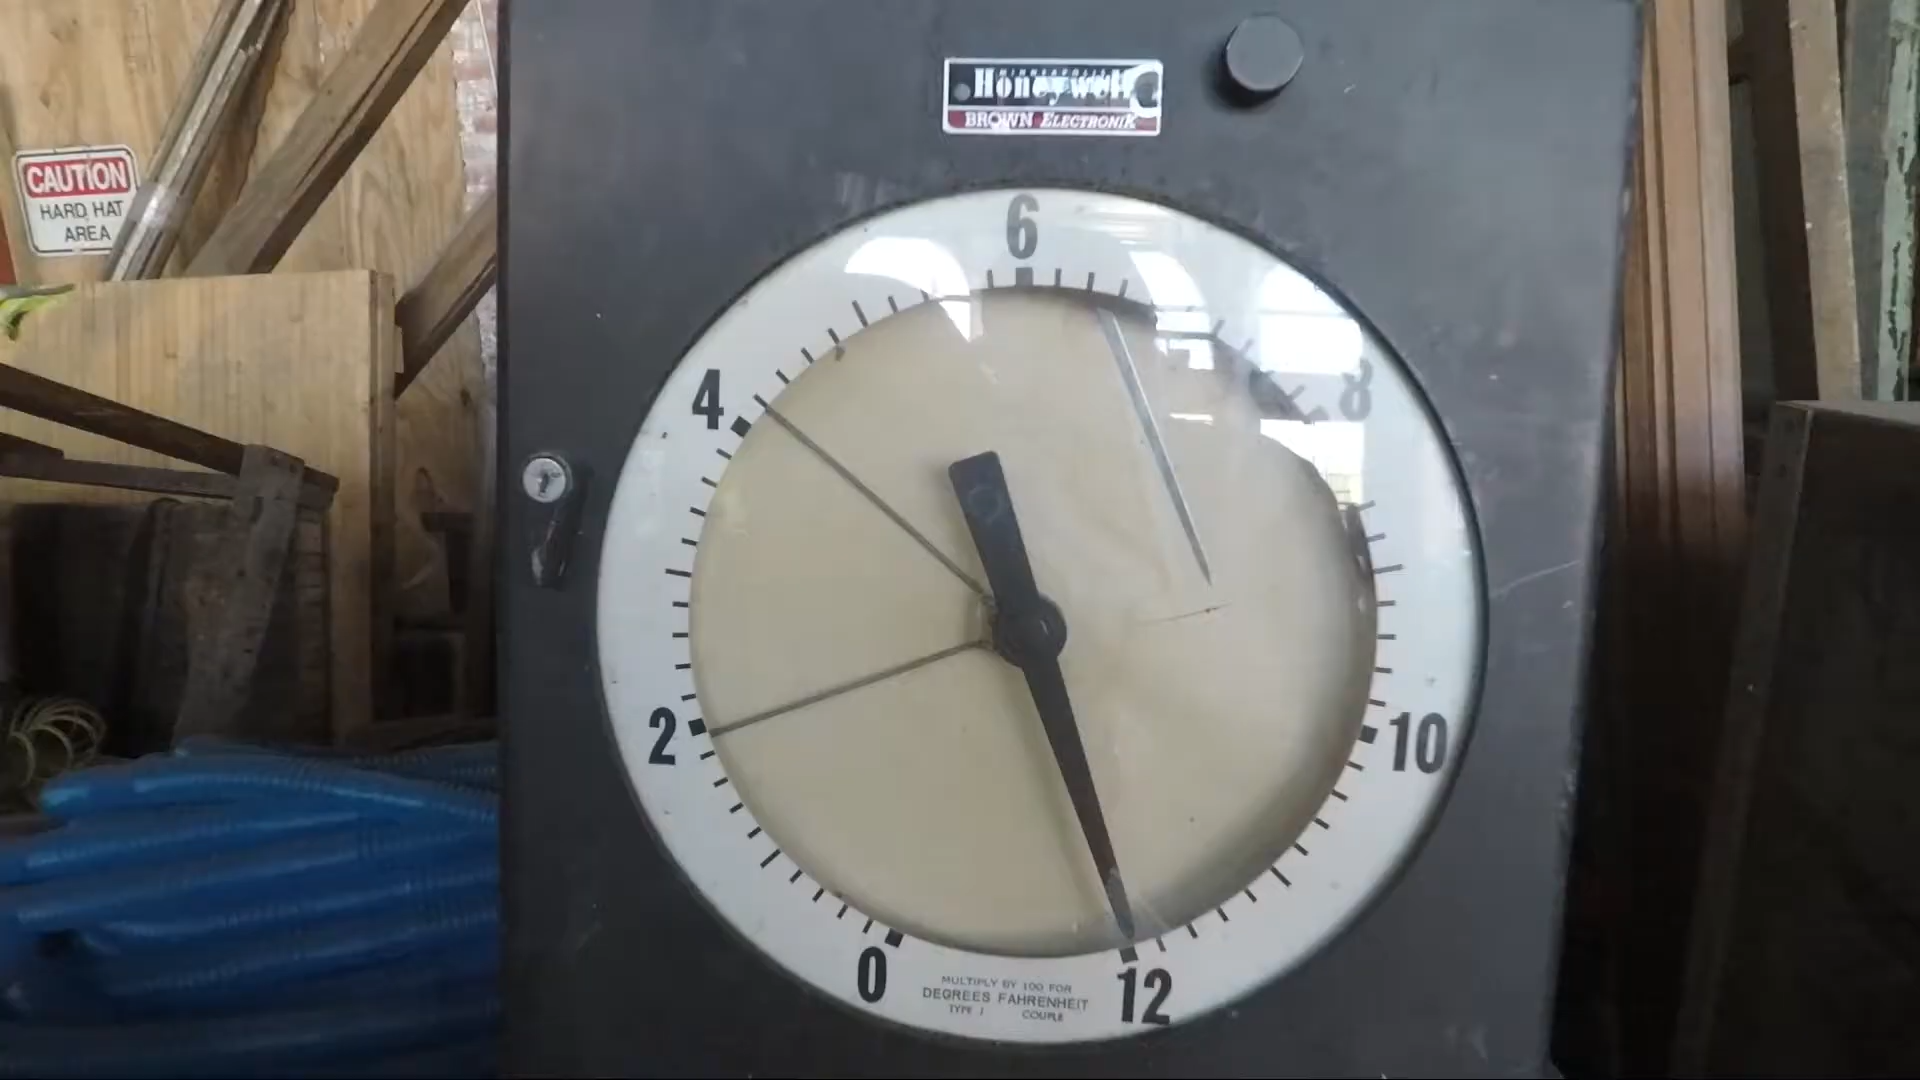 MINNEAPOLIS
Honeywell
BROWN ELECTRONIK
CAUTION
HARD HAT
AREA
6
4
8
2
10
0
12
MULTIPLY BY 100 FOR
DEGREES FAHRENHEIT
TYPE J COUPLE